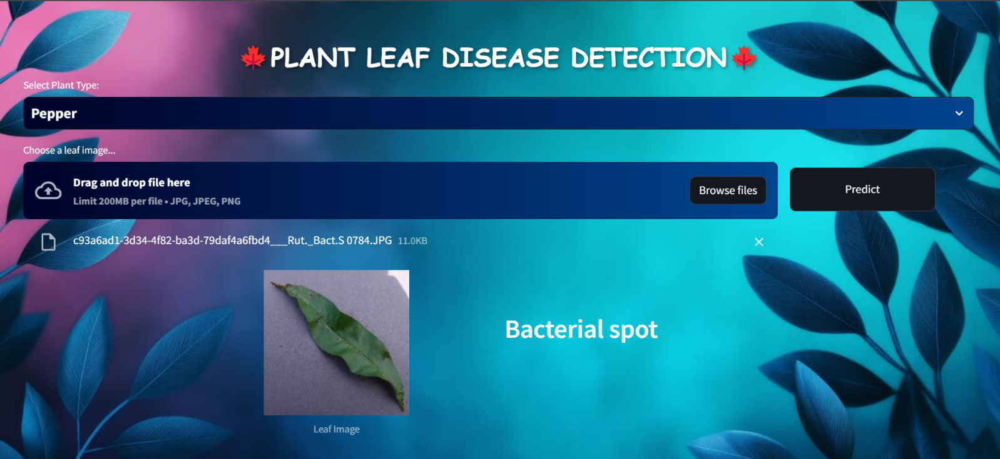 PLANT LEAF DISEASE DETECTION
Select Plant Type:
Pepper
Choose a leaf image...
Drag and drop file here
Limit 200MB per file • JPG, JPEG, PNG
Browse files
Predict
c93a6ad1-3d34-4f82-ba3d-79daf4a6fbd4___Rut._Bact.S 0784.JPG 11.0KB
Bacterial spot
Leaf Image